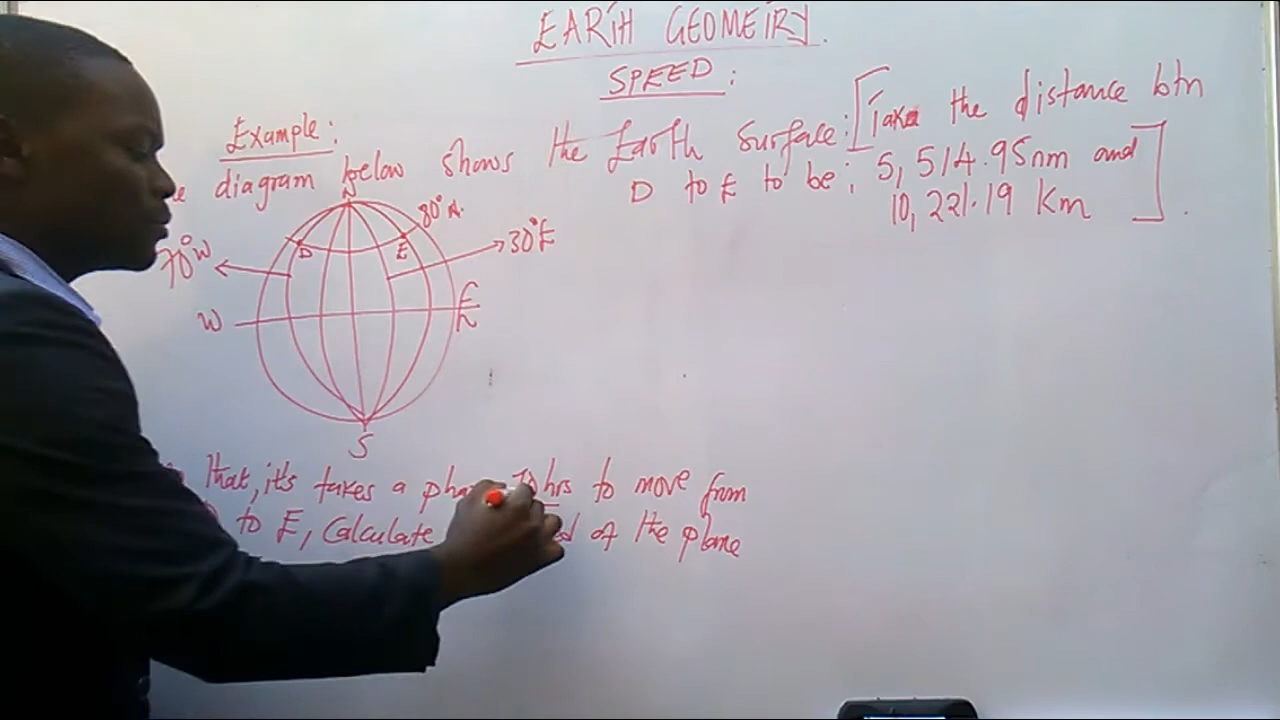 EARTH GEOMETRY.
SPEED:
Example:
diagram below shows the Earth Surface: [Take the distance btn
D to E to be; 5,514.95nm and
10,221.19 Km].
N
80°N.
D
E
30°E
70°W
W
E
S
that, it's takes a 10hrs to move from
to E, Calculate of the plane